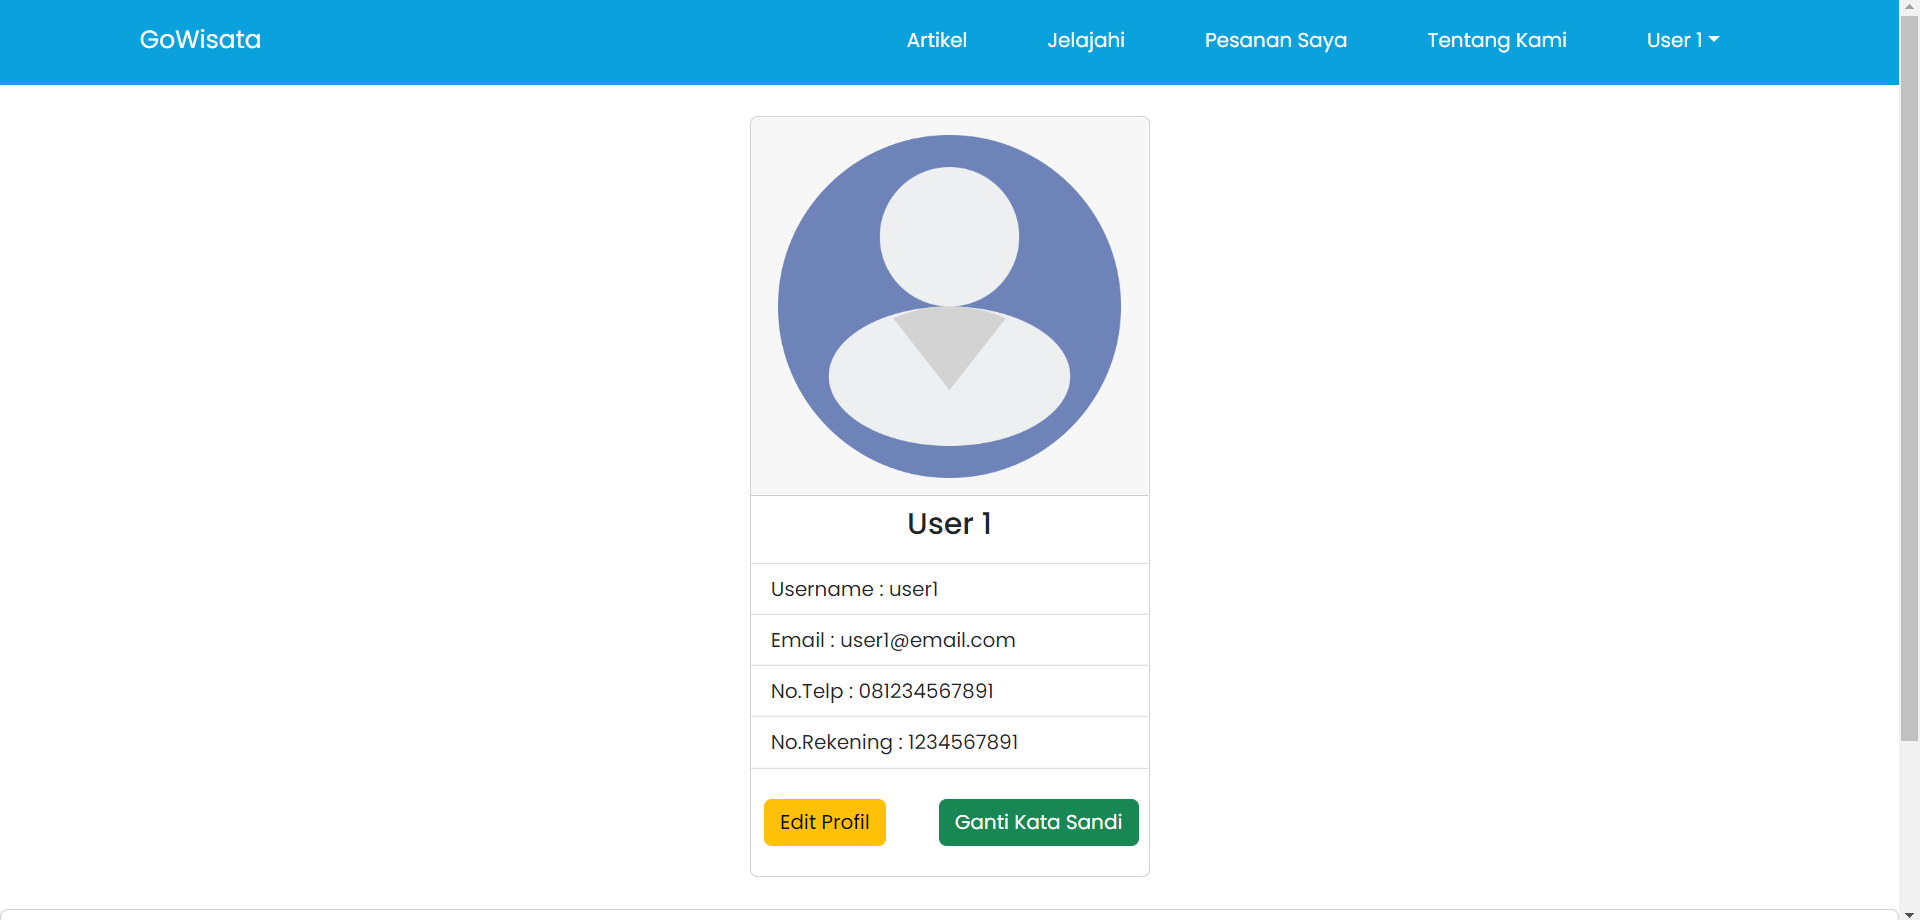 GoWisata Artikel Jelajahi Pesanan Saya Tentang Kami User 1
User 1
Username : user1
Email : user1@email.com
No.Telp : 081234567891
No.Rekening : 1234567891
Edit Profil Ganti Kata Sandi